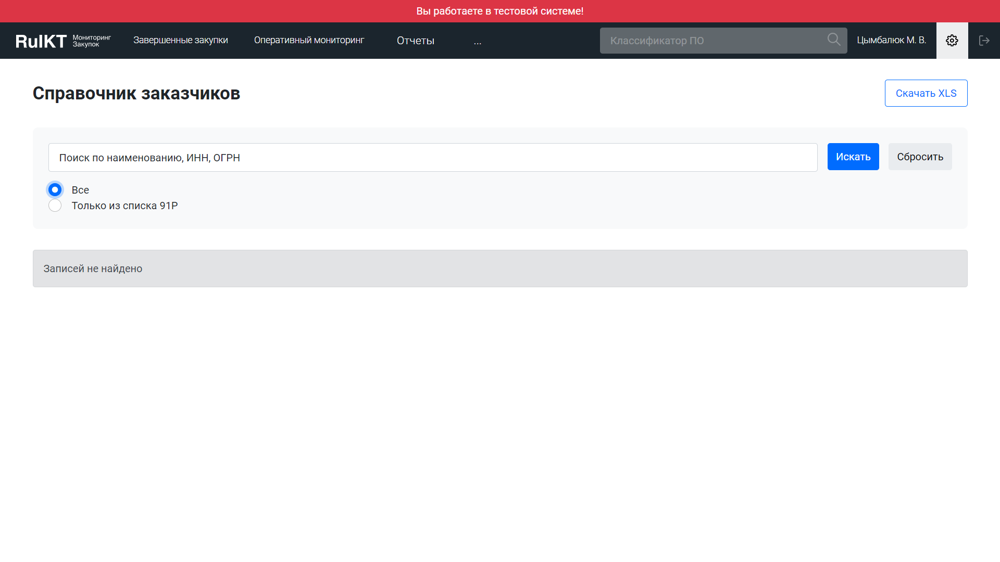 Вы работаете в тестовой системе!
RuIKT Мониторинг Закупок
Завершенные закупки
Оперативный мониторинг
Отчеты
...
Классификатор ПО
Цымбалюк М. В.
Справочник заказчиков
Скачать XLS
Поиск по наименованию, ИНН, ОГРН
Искать
Сбросить
Все
Только из списка 91Р
Записей не найдено